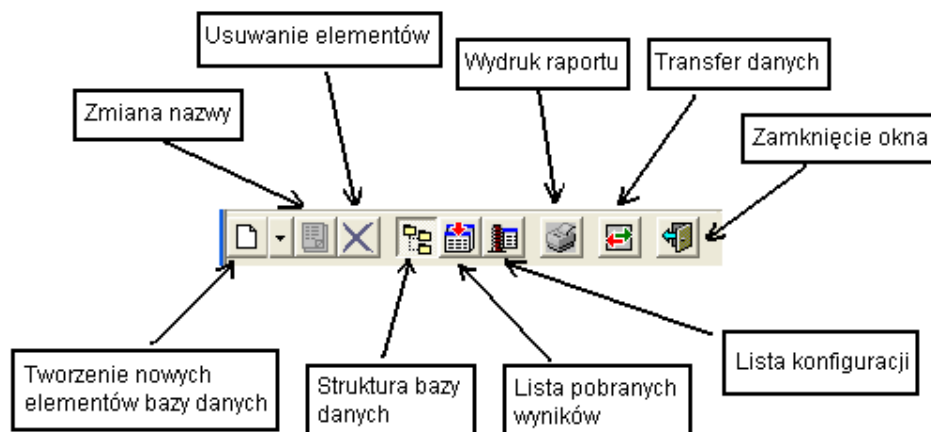 Usuwanie elementów
Wydruk raportu
Transfer danych
Zmiana nazwy
Zamknięcie okna
Tworzenie nowych
elementów bazy danych
Struktura bazy
danych
Lista pobranych
wyników
Lista konfiguracji